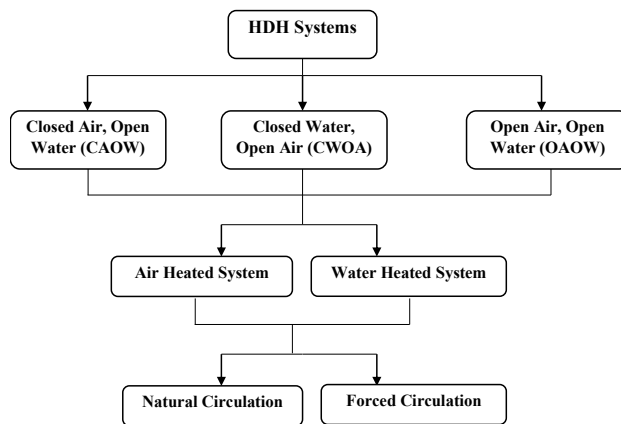 HDH Systems
Closed Air, Open
Water (CAOW)
Closed Water,
Open Air (CWOA)
Open Air, Open
Water (OAOW)
Air Heated System
Water Heated System
Natural Circulation
Forced Circulation